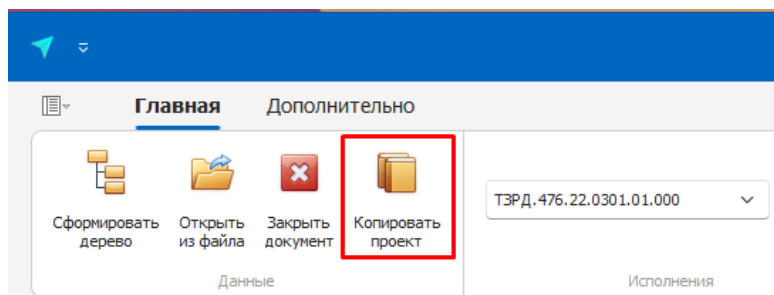 Главная Дополнительно
Сформировать дерево
Открыть из файла
Закрыть документ
Копировать проект
ТЗРД.476.22.0301.01.000
Данные
Исполнения